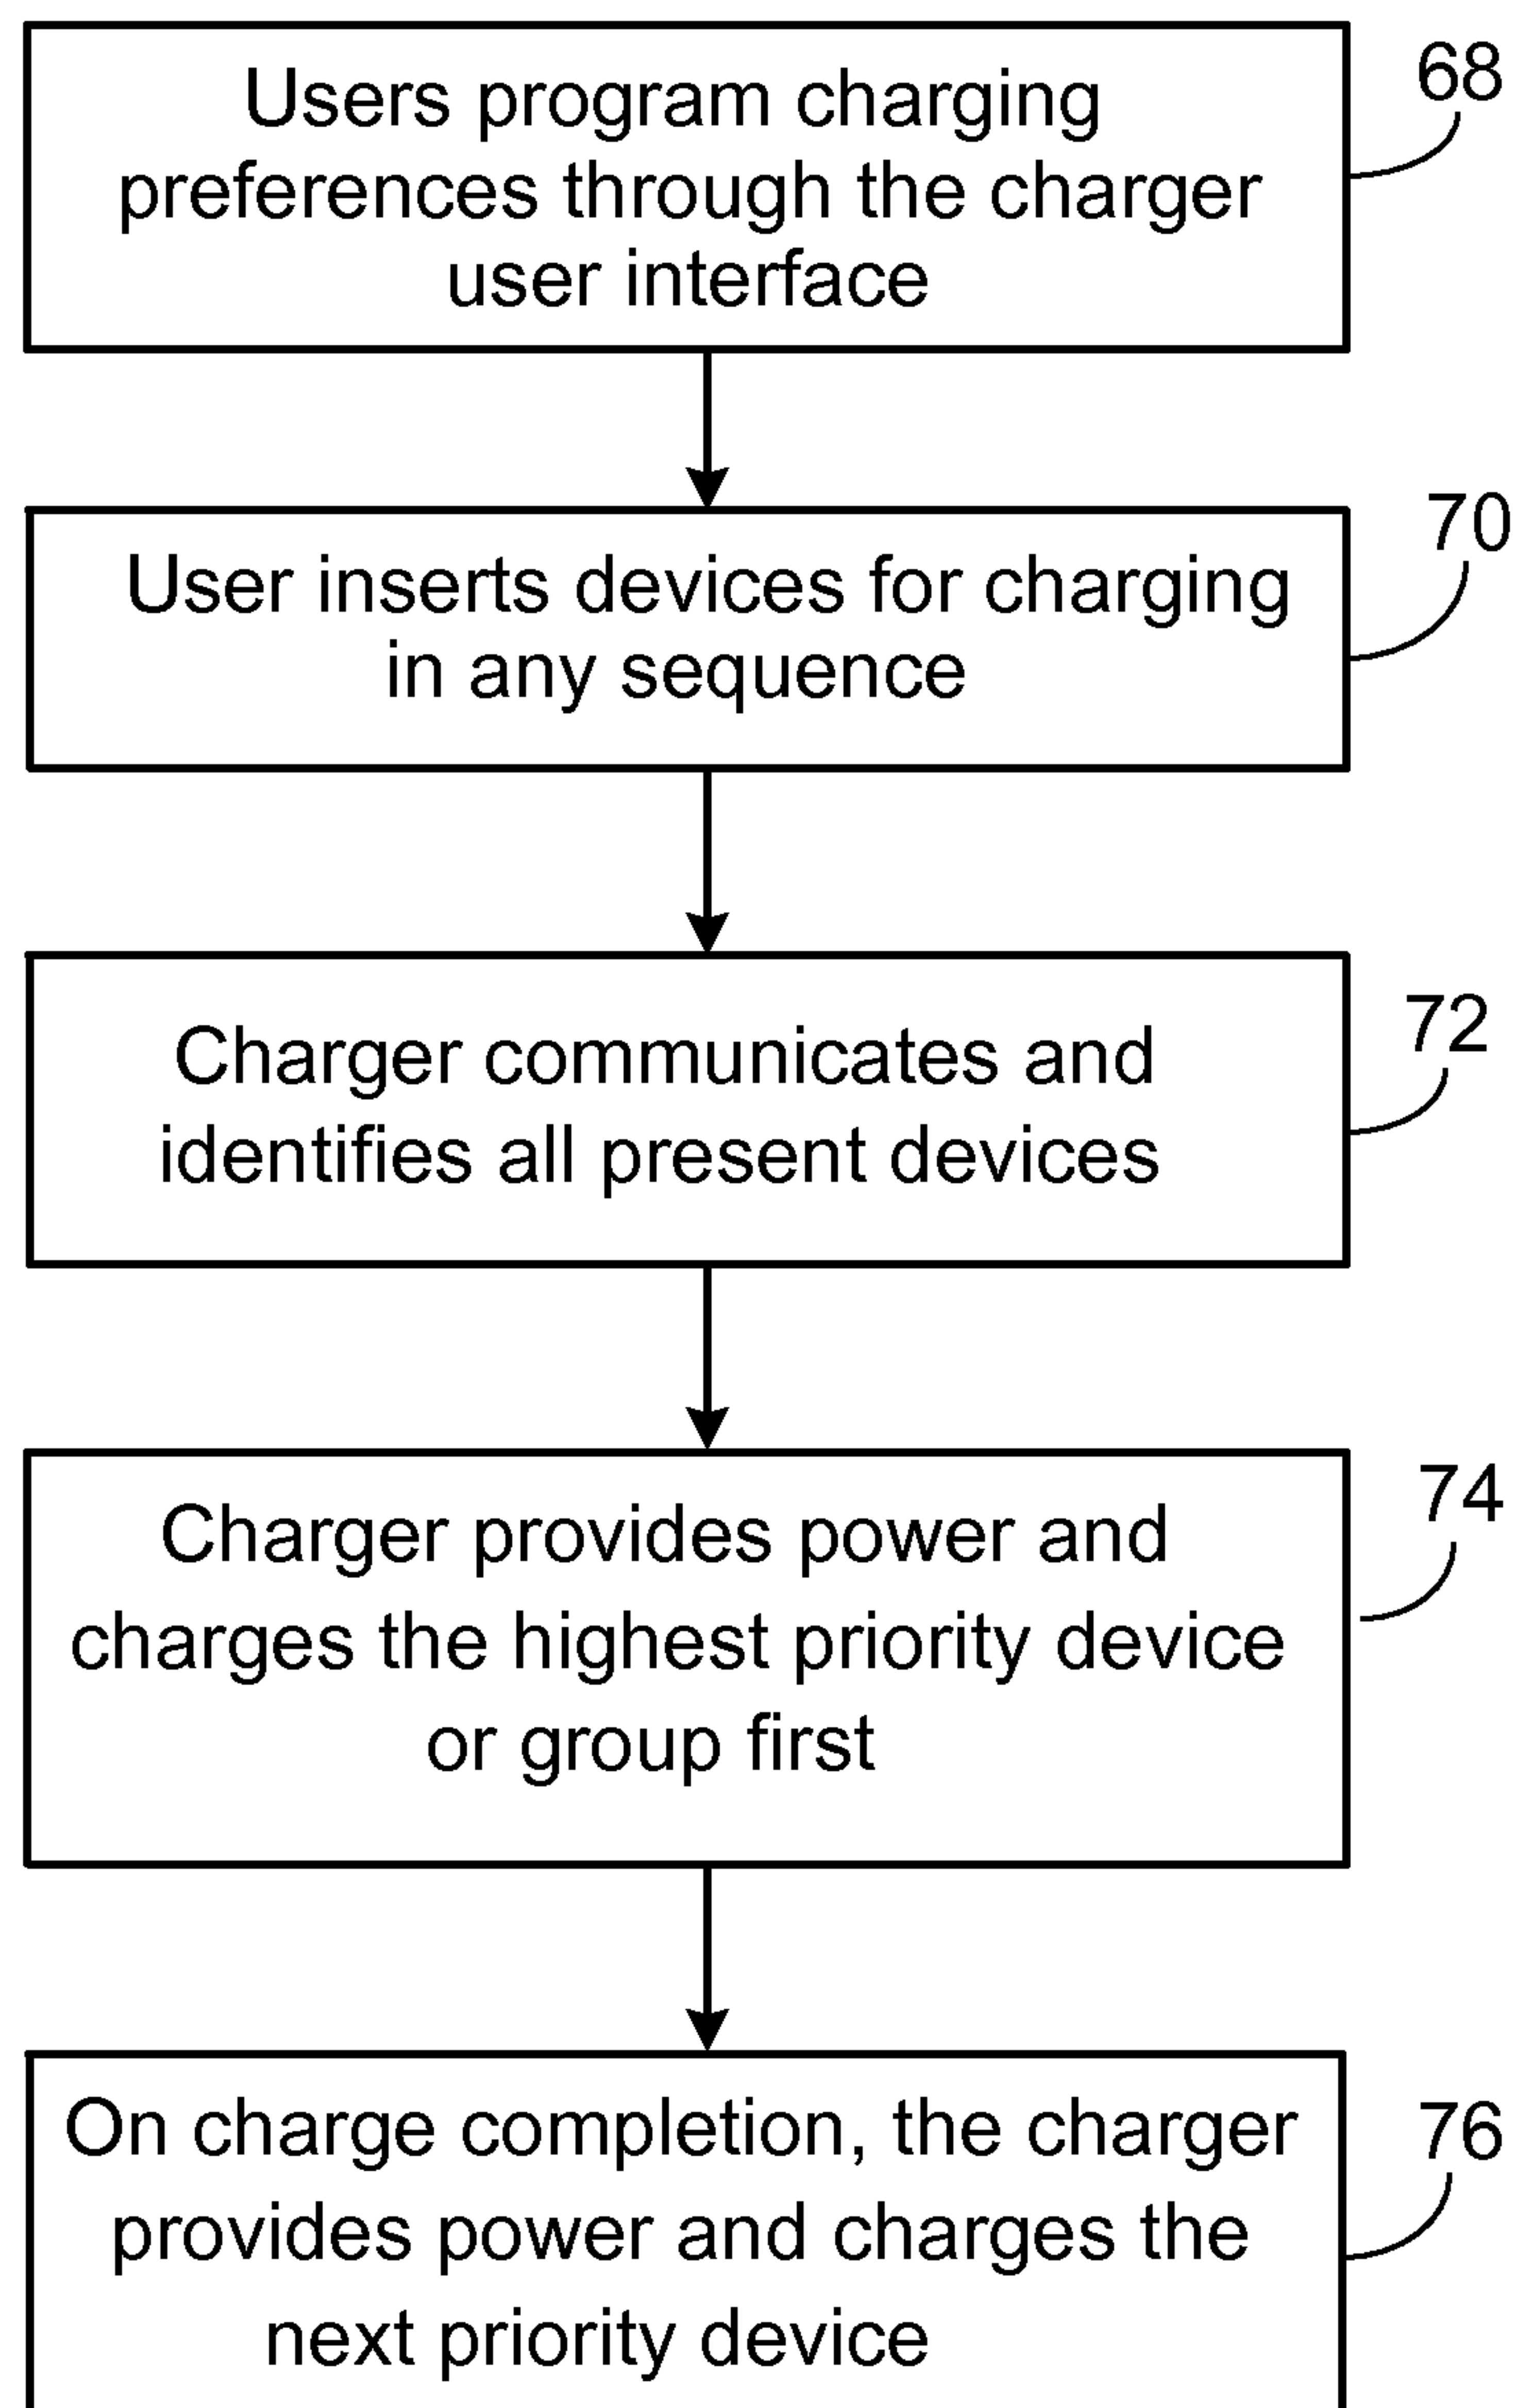 Users program charging
preferences through the charger
user interface
68
User inserts devices for charging
in any sequence
70
Charger communicates and
identifies all present devices
72
Charger provides power and
charges the highest priority device
or group first
74
On charge completion, the charger
provides power and charges the
next priority device
76